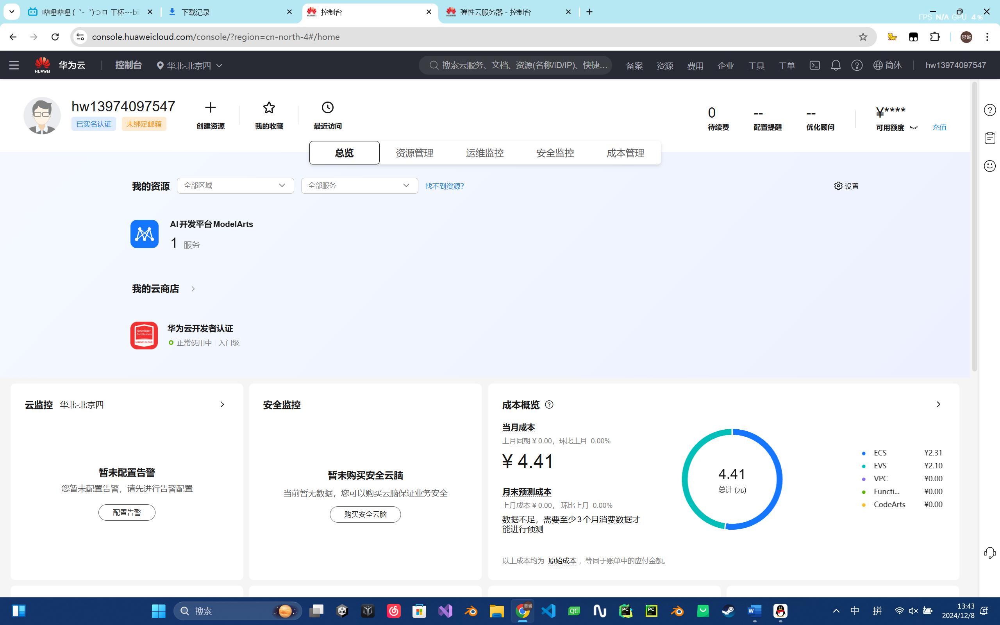 哔哩哔哩 (゜-゜)つロ 干杯~-bi
下载记录
控制台
弹性云服务器 - 控制台
FPS N/A GPU 4%
console.huaweicloud.com/console/?region=cn-north-4#/home
思诚
HUAWEI
华为云
控制台
华北-北京四
搜索云服务、文档、资源(名称/ID/IP)、快捷…
备案
资源
费用
企业
工具
工单
简体
hw13974097547
hw13974097547
已实名认证
未绑定邮箱
创建资源
我的收藏
最近访问
0
待续费
--
配置提醒
--
优化顾问
¥****
可用额度
充值
总览
资源管理
运维监控
安全监控
成本管理
我的资源
全部区域
全部服务
找不到资源?
设置
AI开发平台ModelArts
1 服务
我的云商店
Developer
Certification
HUAWEI CLOUD
华为云开发者认证
正常使用中 入门级
云监控 华北-北京四
暂未配置告警
您暂未配置告警，请先进行告警配置
配置告警
安全监控
暂未购买安全云脑
当前暂无数据，您可以购买云脑保证业务安全
购买安全云脑
成本概览
当月成本
上月同期 ¥ 0.00，环比上月 0.00%
¥ 4.41
月末预测成本
上月成本 ¥ 0.00， 环比上月 0.00%
数据不足，需要至少3个月消费数据才
能进行预测
4.41
总计 (元)
ECS ¥2.31
EVS ¥2.10
VPC ¥0.00
Functi... ¥0.00
CodeArts ¥0.00
以上成本均为 原始成本 ，等同于账单中的应付金额。
搜索
QC
PC
PC
中
拼
13:43
2024/12/8